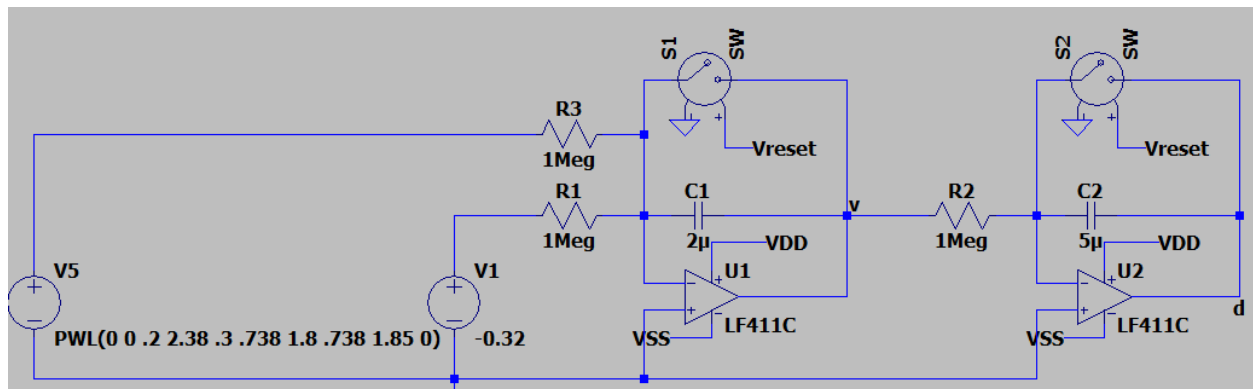 S1
SW
S2
SW
R3
1Meg
Vreset
Vreset
R1
1Meg
C1
2µ
v
R2
1Meg
C2
5µ
VDD
VDD
V5
V1
U1
U2
PWL(0 0 .2 2.38 .3 .738 1.8 .738 1.85 0)
-0.32
VSS
LF411C
VSS
LF411C
d